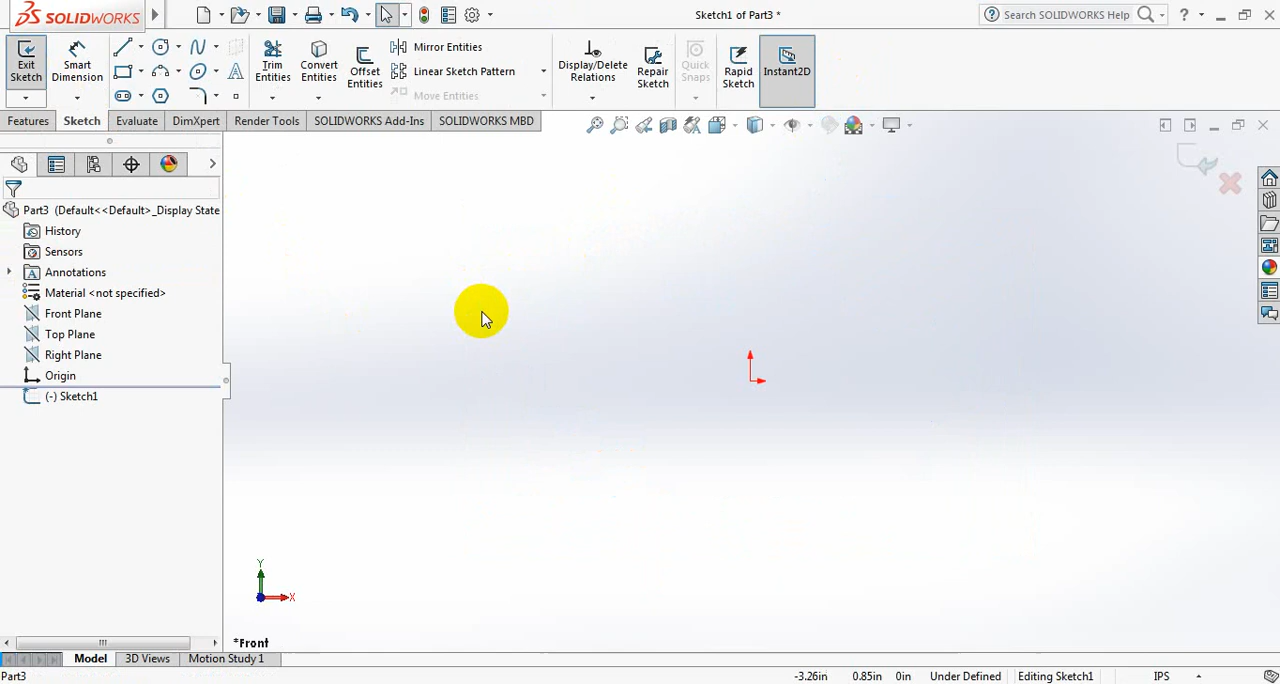 SOLIDWORKS
Sketch1 of Part3 *
Search SOLIDWORKS Help
?
Exit Sketch
Smart Dimension
Trim Entities
Convert Entities
Offset Entities
Mirror Entities
Linear Sketch Pattern
Move Entities
Display/Delete Relations
Repair Sketch
Quick Snaps
Rapid Sketch
Instant2D
Features
Sketch
Evaluate
DimXpert
Render Tools
SOLIDWORKS Add-Ins
SOLIDWORKS MBD
Part3 (Default<<Default>_Display State
History
Sensors
Annotations
Material <not specified>
Front Plane
Top Plane
Right Plane
Origin
(-) Sketch1
Y
X
*Front
Model
3D Views
Motion Study 1
Part3
-3.26in
0.85in
0in
Under Defined
Editing Sketch1
IPS